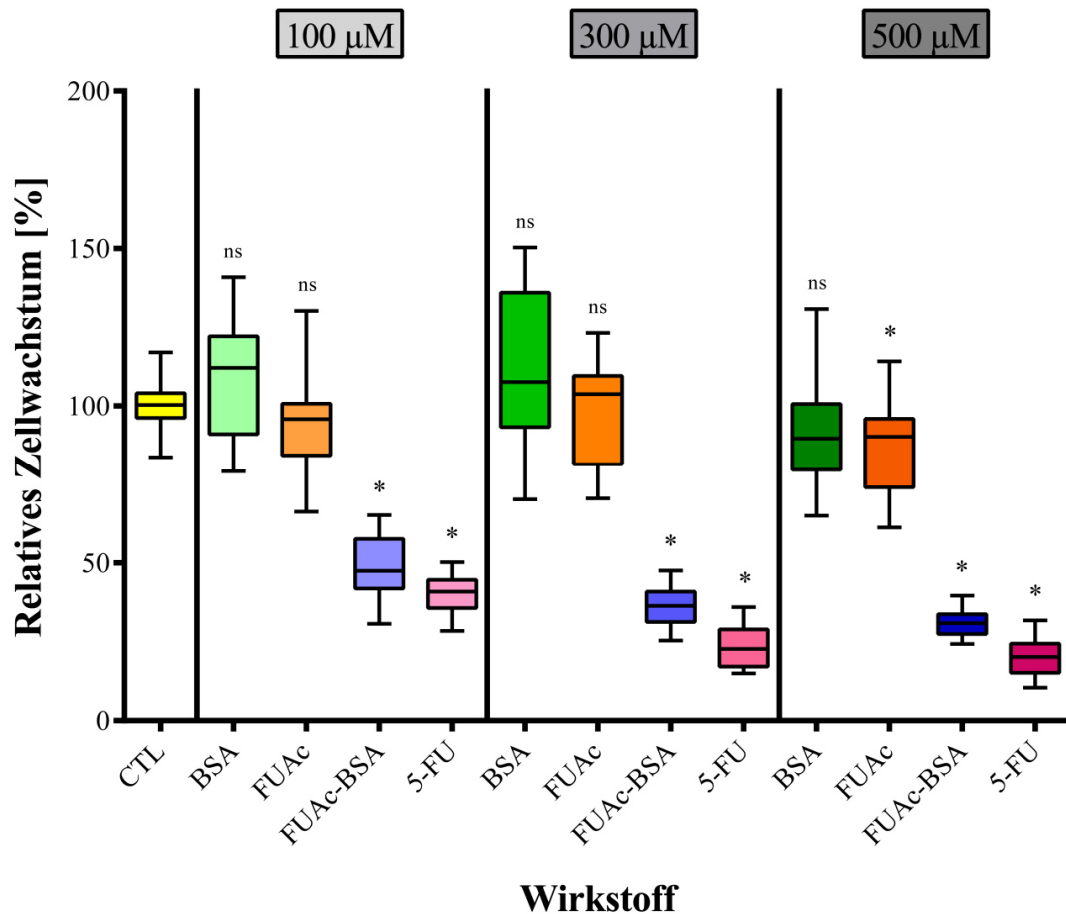 100 μM 300 μM 500 μM
Relatives Zellwachstum [%]
200
150
100
50
0
ns
ns
*
*
ns
ns
*
*
ns
*
*
*
CTL
BSA
FUAc
FUAc-BSA
5-FU
BSA
FUAc
FUAc-BSA
5-FU
BSA
FUAc
FUAc-BSA
5-FU
Wirkstoff